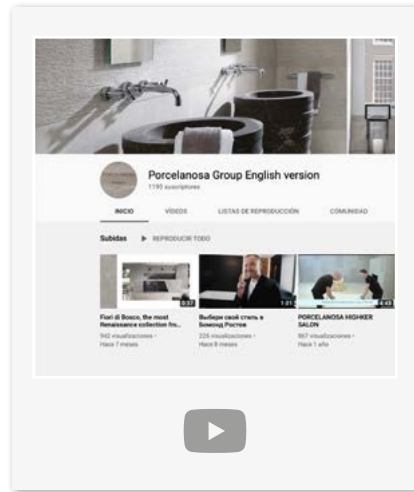 Porcelanosa Group English version
1190 suscriptores
INICIO VÍDEOS LISTAS DE REPRODUCCIÓN COMUNIDAD
Subidas REPRODUCIR TODO
0:37 1:01 4:43
Fiori di Bosco, the most Renaissance collection fro...
Выбери свой стиль в Бомонд Ростов
PORCELANOSA HIGHKER SALON
942 visualizaciones •
Hace 7 meses
225 visualizaciones •
Hace 8 meses
867 visualizaciones •
Hace 1 año